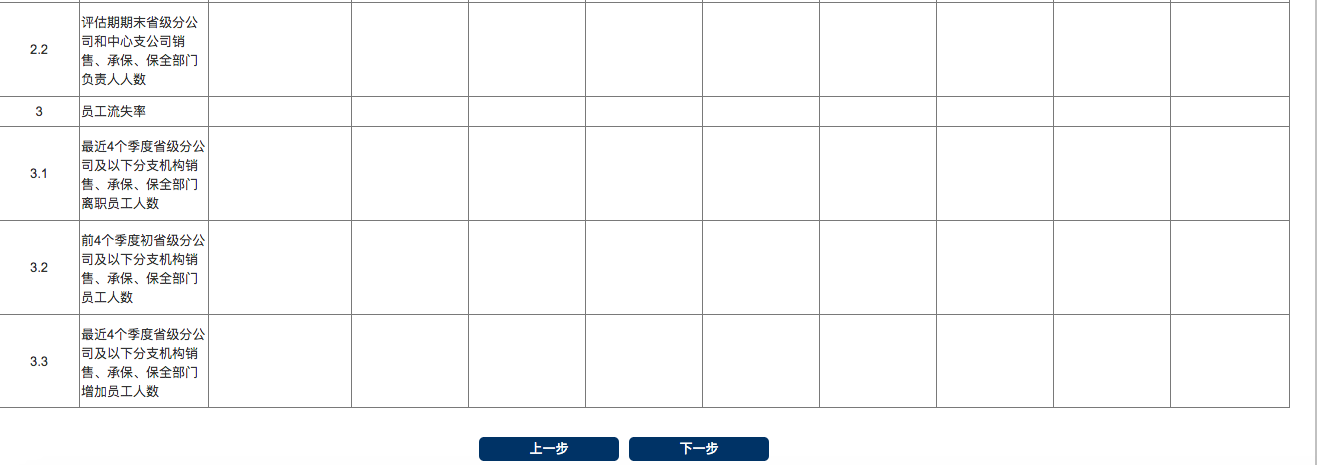 2.2
评估期期末省级分公
司和中心支公司销
售、承保、保全部门
负责人人数
3
员工流失率
3.1
最近4个季度省级分公
司及以下分支机构销
售、承保、保全部门
离职员工人数
3.2
前4个季度初省级分公
司及以下分支机构销
售、承保、保全部门
员工人数
3.3
最近4个季度省级分公
司及以下分支机构销
售、承保、保全部门
增加员工人数
上一步
下一步